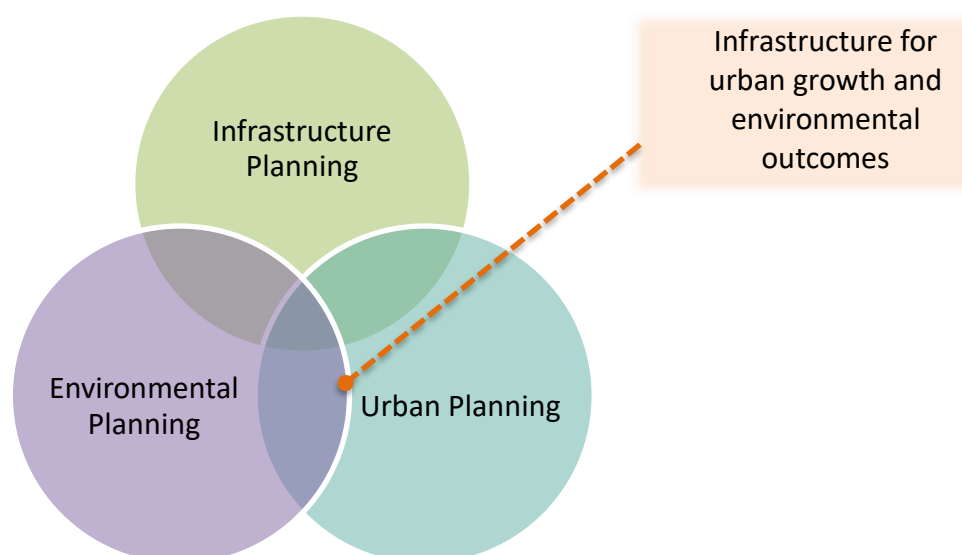 Infrastructure for
urban growth and
environmental
outcomes
Infrastructure
Planning
Environmental
Planning
Urban Planning